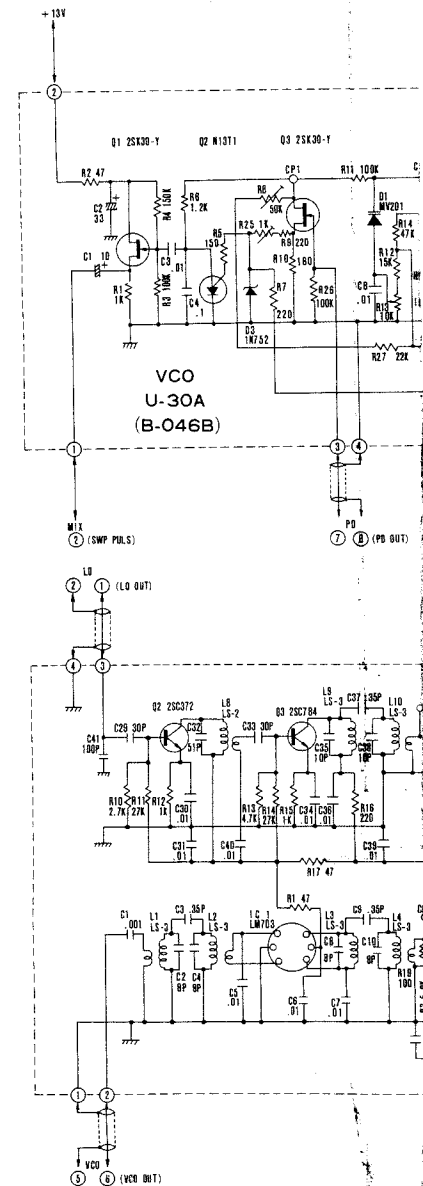 +13V
2
Q1 2SK30-Y
Q2 N13T1
Q3 2SK30-Y
CP1
R2 47
C2
33
R4 150K
R6
1.2K
R8
50K
R11 100K
D1
MV201
R14
47K
C1 10
C3
.01
R5
150
R25 1K
R9 220
R12
15K
R1
1K
R3 100K
C4
.1
R7
220
R10
180
R26
100K
C8
.01
R13
10K
D3
1N752
R27 22K
VCO
U-30A
(B-046B)
1
3
4
MIX
2 (SWP PULS)
PD
7 8 (PD OUT)
LO
2 1 (LO OUT)
4
3
C29 30P
Q2 2SC372
C32
51P
L8
LS-2
C33 30P
Q3 2SC784
L9
LS-3
C37 .35P
L10
LS-3
C41
100P
C35
10P
C38
10P
R10
2.7K
R11
27K
R12
1K
C30
.01
R13
4.7K
R14
27K
R15
1K
C34
.01
C36
.01
R16
220
C31
.01
C40
.01
C39
.01
R17 47
C1
.001
L1
LS-3
C3 .35P
L2
LS-3
IC 1
LM703
R1 47
L3
LS-3
C9 .35P
L4
LS-3
C2
8P
C4
8P
C8
8P
C10
8P
R19
100
C5
.01
C6
.01
C7
.01
1
2
VCO
5 6 (VCO OUT)